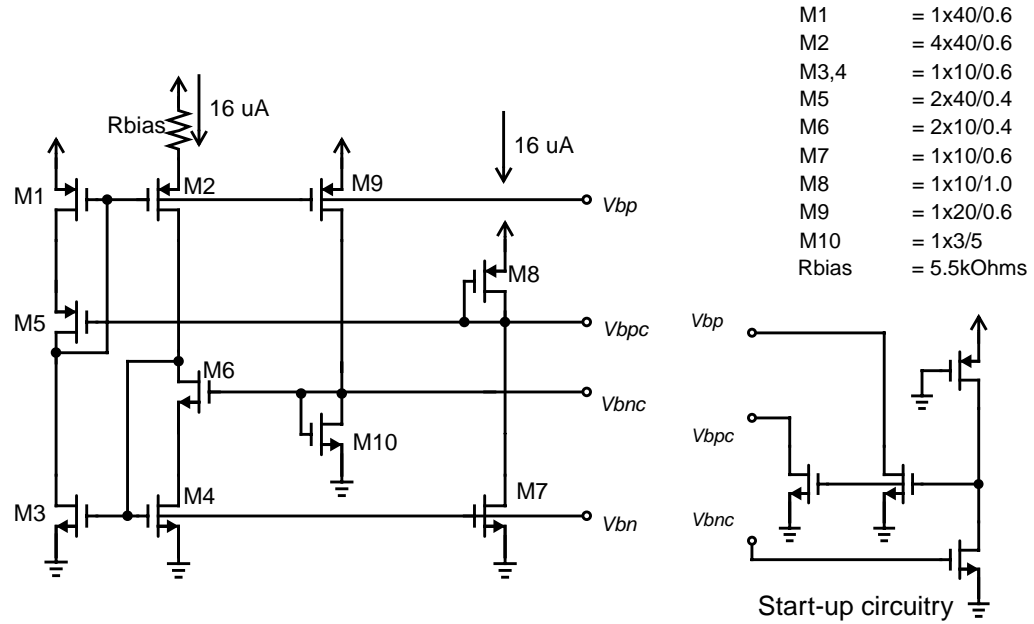 M1 = 1x40/0.6
M2 = 4x40/0.6
M3,4 = 1x10/0.6
M5 = 2x40/0.4
M6 = 2x10/0.4
M7 = 1x10/0.6
M8 = 1x10/1.0
M9 = 1x20/0.6
M10 = 1x3/5
Rbias = 5.5kOhms
16 uA
Rbias
16 uA
M1
M2
M9
Vbp
M8
M5
Vbpc
M6
Vbnc
M10
M3
M4
M7
Vbn
Vbp
Vbpc
Vbnc
Start-up circuitry